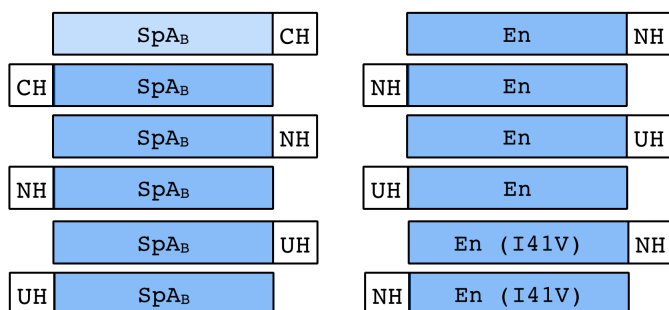 SpA_B CH
CH SpA_B
SpA_B NH
NH SpA_B
SpA_B UH
UH SpA_B
En NH
NH En
En UH
UH En
En (I41V) NH
NH En (I41V)